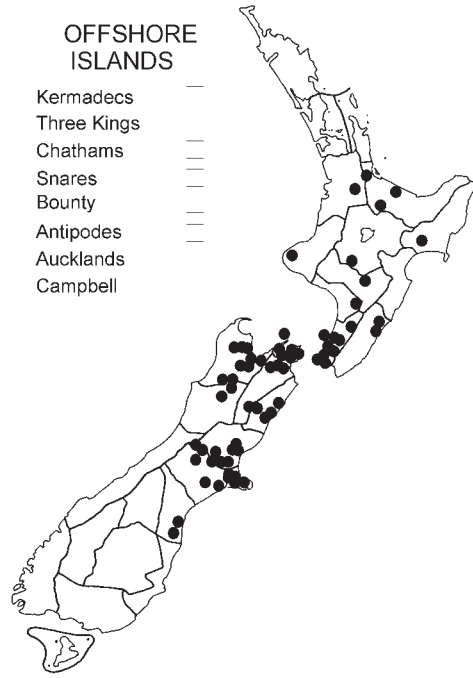 OFFSHORE
ISLANDS
Kermadecs
Three Kings
Chathams
Snares
Bounty
Antipodes
Aucklands
Campbell